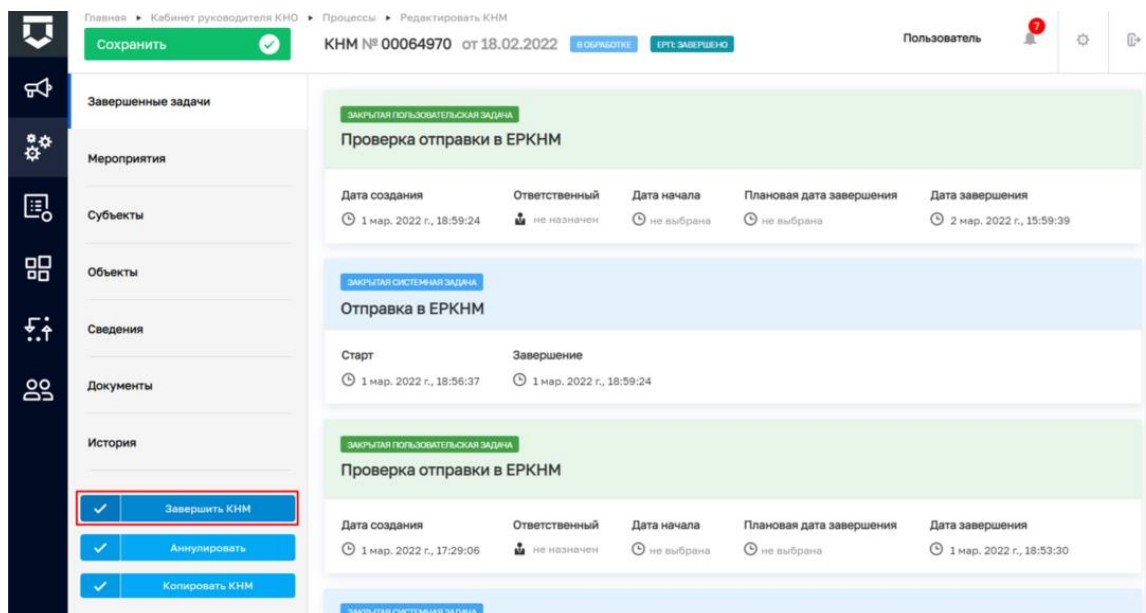 Главная ▸ Кабинет руководителя КНО ▸ Процессы ▸ Редактировать КНМ
Сохранить
КНМ № 00064970 от 18.02.2022 В ОБРАБОТКЕ ЕРП: ЗАВЕРШЕНО
Пользователь
7
Завершенные задачи
Мероприятия
Субъекты
Объекты
Сведения
Документы
История
Завершить КНМ
Аннулировать
Копировать КНМ
ЗАКРЫТАЯ ПОЛЬЗОВАТЕЛЬСКАЯ ЗАДАЧА
Проверка отправки в ЕРКНМ
Дата создания Ответственный Дата начала Плановая дата завершения Дата завершения
1 мар. 2022 г., 18:59:24 не назначен не выбрана не выбрана 2 мар. 2022 г., 15:59:39
ЗАКРЫТАЯ СИСТЕМНАЯ ЗАДАЧА
Отправка в ЕРКНМ
Старт Завершение
1 мар. 2022 г., 18:56:37 1 мар. 2022 г., 18:59:24
ЗАКРЫТАЯ ПОЛЬЗОВАТЕЛЬСКАЯ ЗАДАЧА
Проверка отправки в ЕРКНМ
Дата создания Ответственный Дата начала Плановая дата завершения Дата завершения
1 мар. 2022 г., 17:29:06 не назначен не выбрана не выбрана 1 мар. 2022 г., 18:53:30
ЗАКРЫТАЯ СИСТЕМНАЯ ЗАДАЧА